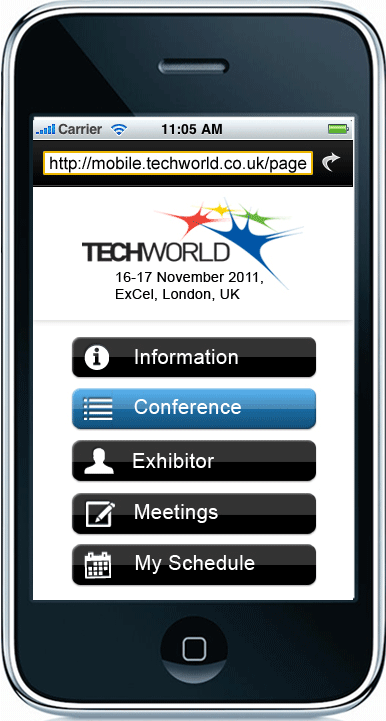 Carrier 11:05 AM
http://mobile.techworld.co.uk/page
TECHWORLD
16-17 November 2011,
ExCel, London, UK
Information
Conference
Exhibitor
Meetings
My Schedule